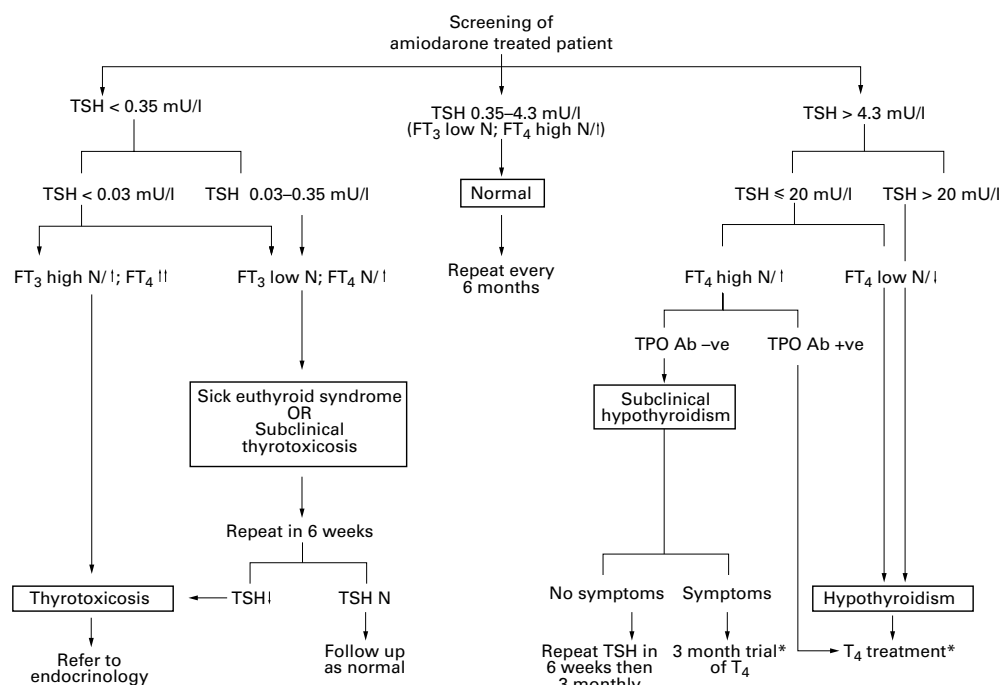 Screening of
amiodarone treated patient
TSH < 0.35 mU/l
TSH 0.35–4.3 mU/l
(FT₃ low N; FT₄ high N/↑)
TSH > 4.3 mU/l
TSH < 0.03 mU/l
TSH 0.03–0.35 mU/l
Normal
TSH ⩽ 20 mU/l
TSH > 20 mU/l
FT₃ high N/↑; FT₄ ↑↑
FT₃ low N; FT₄ N/↑
Repeat every
6 months
FT₄ high N/↑
FT₄ low N/↓
TPO Ab –ve
TPO Ab +ve
Sick euthyroid syndrome
OR
Subclinical
thyrotoxicosis
Subclinical
hypothyroidism
Repeat in 6 weeks
Thyrotoxicosis
TSH↓
TSH N
No symptoms
Symptoms
Hypothyroidism
Refer to
endocrinology
Follow up
as normal
Repeat TSH in
6 weeks then
3 monthly
3 month trial*
of T₄
T₄ treatment*